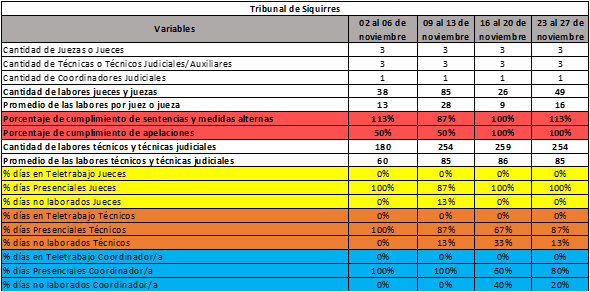 Tribunal de Siquirres
Variables 02 al 06 de noviembre 09 al 13 de noviembre 16 al 20 de noviembre 23 al 27 de noviembre
Cantidad de Juezas o Jueces 3 3 3 3
Cantidad de Técnicas o Técnicos Judiciales/Auxiliares 3 3 3 3
Cantidad de Coordinadores Judiciales 1 1 1 1
Cantidad de labores jueces y juezas 38 85 26 49
Promedio de las labores por juez o jueza 13 28 9 16
Porcentaje de cumplimiento de sentencias y medidas alternas 113% 87% 100% 113%
Porcentaje de cumplimiento de apelaciones 50% 50% 100% 100%
Cantidad de labores técnicos y técnicas judiciales 180 254 259 254
Promedio de las labores técnicos y técnicas judiciales 60 85 86 85
% días en Teletrabajo Jueces 0% 0% 0% 0%
% días Presenciales Jueces 100% 87% 100% 100%
% días no laborados Jueces 0% 13% 0% 0%
% días en Teletrabajo Técnicos 0% 0% 0% 0%
% días Presenciales Técnicos 100% 87% 67% 87%
% días no laborados Técnicos 0% 13% 33% 13%
% días en Teletrabajo Coordinador/a 0% 0% 0% 0%
% días Presenciales Coordinador/a 100% 100% 60% 80%
% días no laborados Coordinador/a 0% 0% 40% 20%